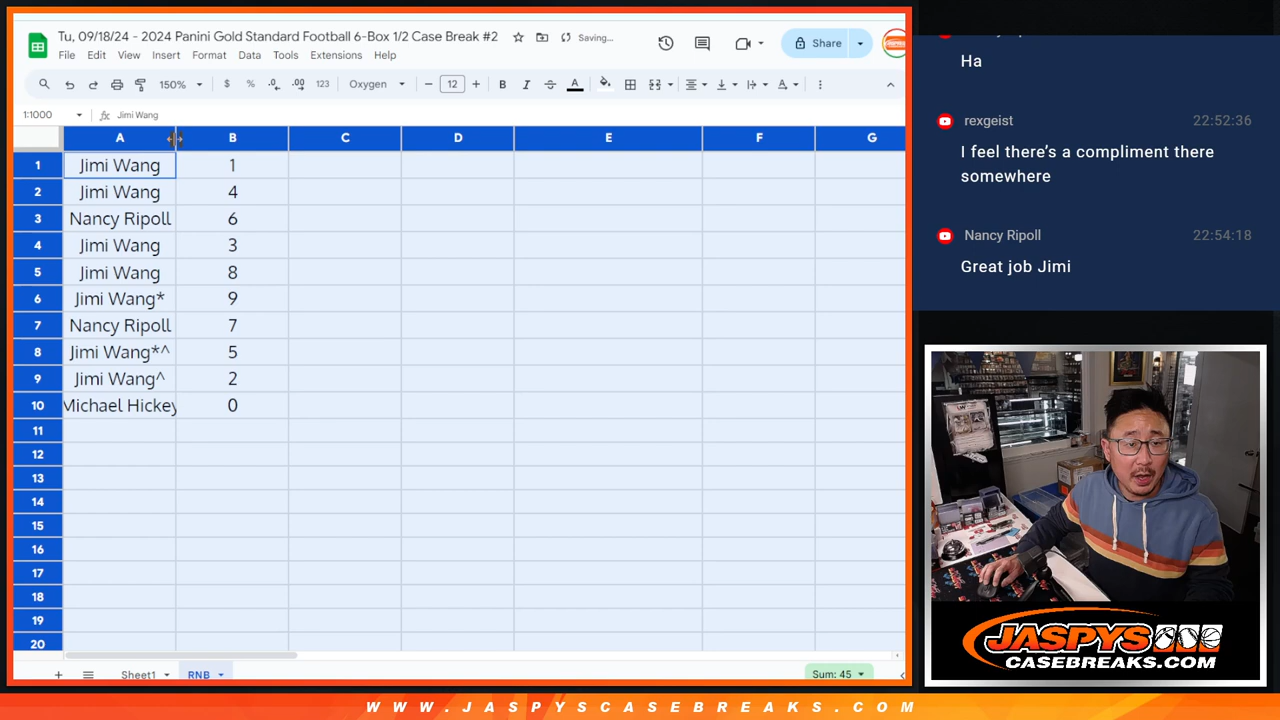 Tu, 09/18/24 - 2024 Panini Gold Standard Football 6-Box 1/2 Case Break #2
Saving...
File Edit View Insert Format Data Tools Extensions Help
Share
150% $ % .0 .00 123 Oxygen − 12 + B I A
1:1000 fx Jimi Wang
A B C D E F G
1 Jimi Wang 1
2 Jimi Wang 4
3 Nancy Ripoll 6
4 Jimi Wang 3
5 Jimi Wang 8
6 Jimi Wang* 9
7 Nancy Ripoll 7
8 Jimi Wang*^ 5
9 Jimi Wang^ 2
10 Michael Hickey 0
11
12
13
14
15
16
17
18
19
20
+ Sheet1 RNB Sum: 45
Ha
rexgeist 22:52:36
I feel there's a compliment there
somewhere
Nancy Ripoll 22:54:18
Great job Jimi
JASPYS
CASEBREAKS.COM
WWW.JASPYSCASEBREAKS.COM